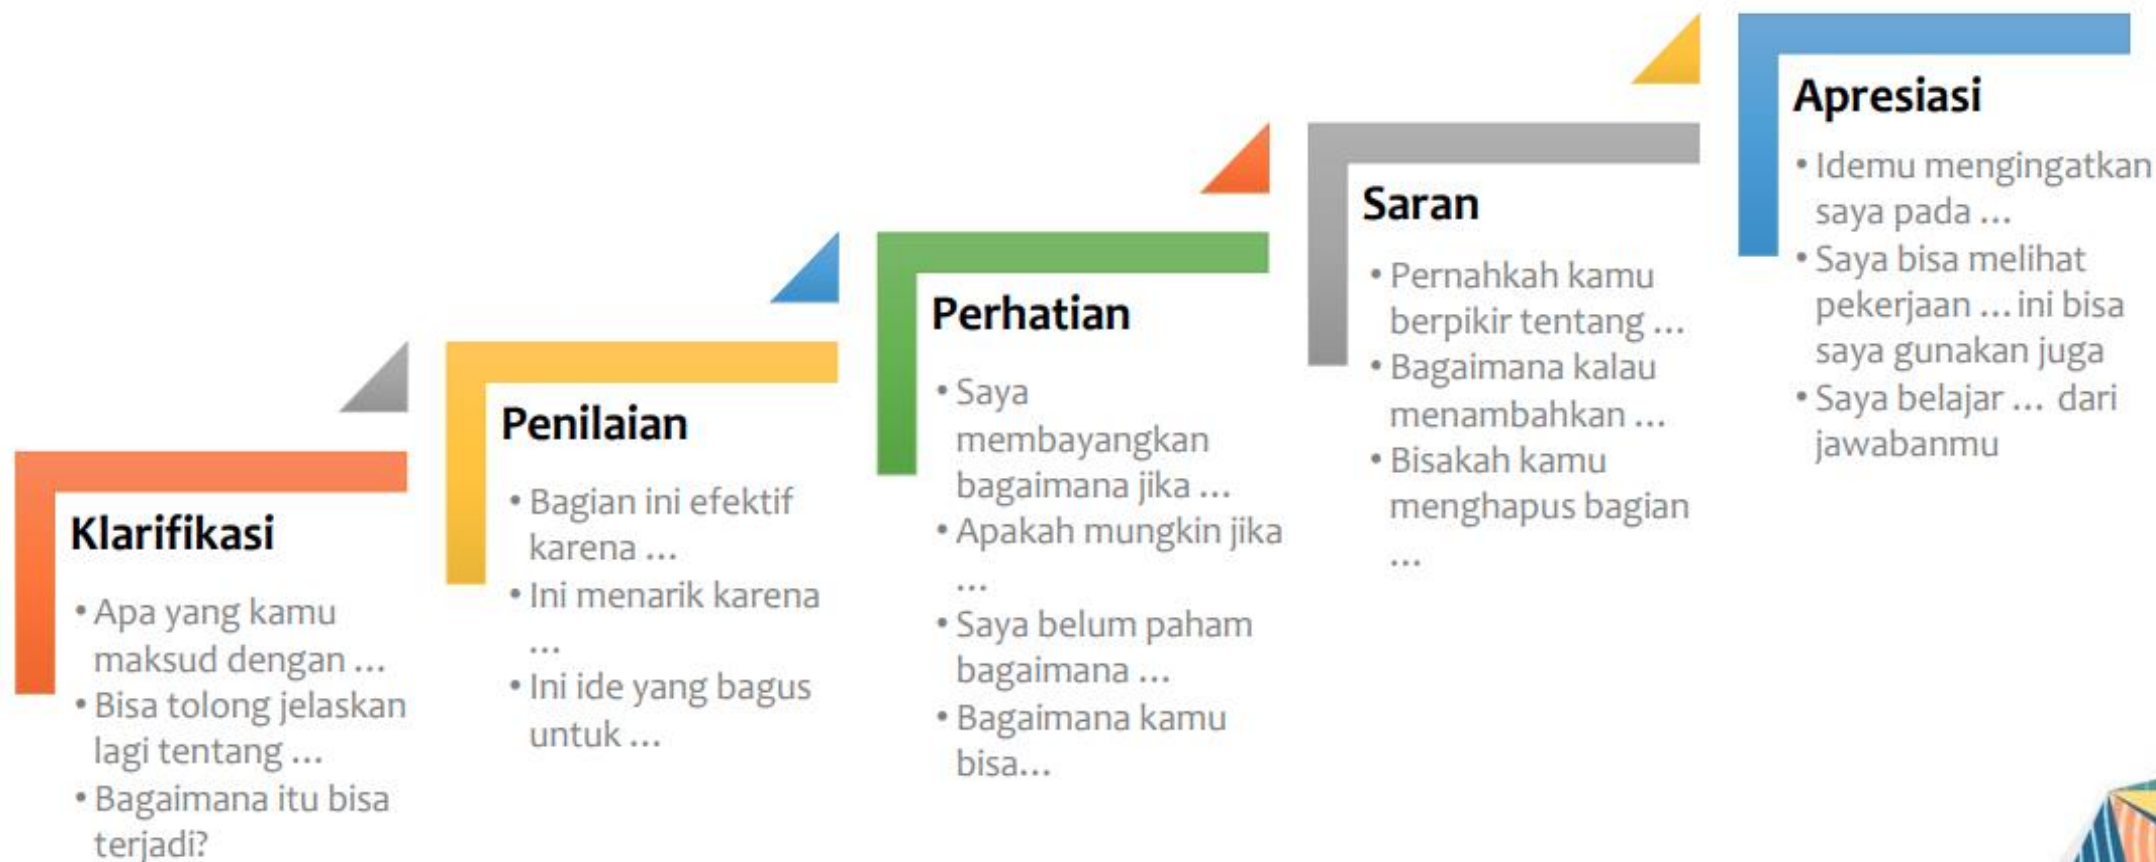 Klarifikasi
• Apa yang kamu
maksud dengan ...
• Bisa tolong jelaskan
lagi tentang ...
• Bagaimana itu bisa
terjadi?
Penilaian
• Bagian ini efektif
karena ...
• Ini menarik karena
...
• Ini ide yang bagus
untuk ...
Perhatian
• Saya
membayangkan
bagaimana jika ...
• Apakah mungkin jika
...
• Saya belum paham
bagaimana ...
• Bagaimana kamu
bisa...
Saran
• Pernahkah kamu
berpikir tentang ...
• Bagaimana kalau
menambahkan ...
• Bisakah kamu
menghapus bagian
...
Apresiasi
• Idemu mengingatkan
saya pada ...
• Saya bisa melihat
pekerjaan ... ini bisa
saya gunakan juga
• Saya belajar ... dari
jawabanmu